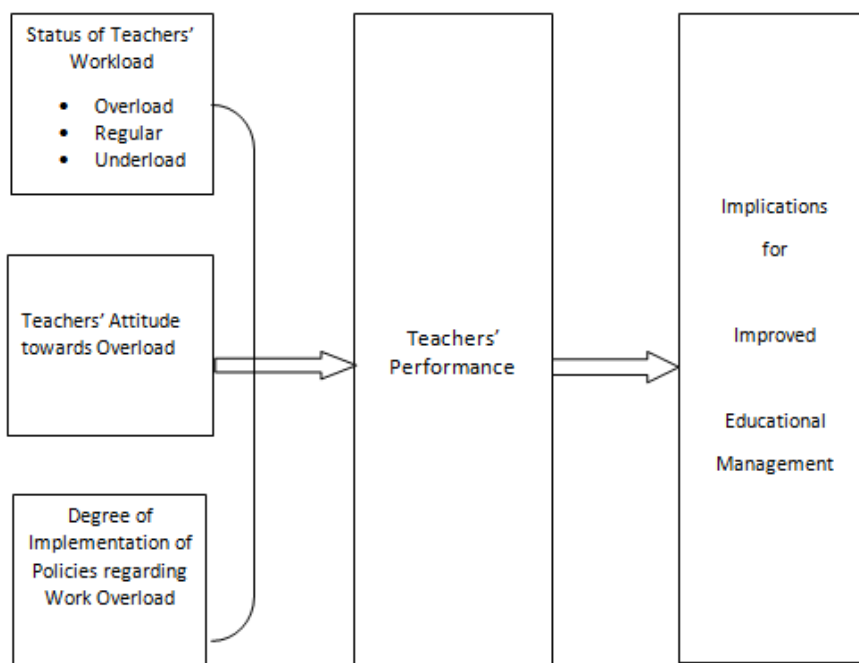 Status of Teachers’
Workload
• Overload
• Regular
• Underload
Teachers’ Attitude
towards Overload
Degree of
Implementation of
Policies regarding
Work Overload
Teachers’
Performance
Implications
for
Improved
Educational
Management